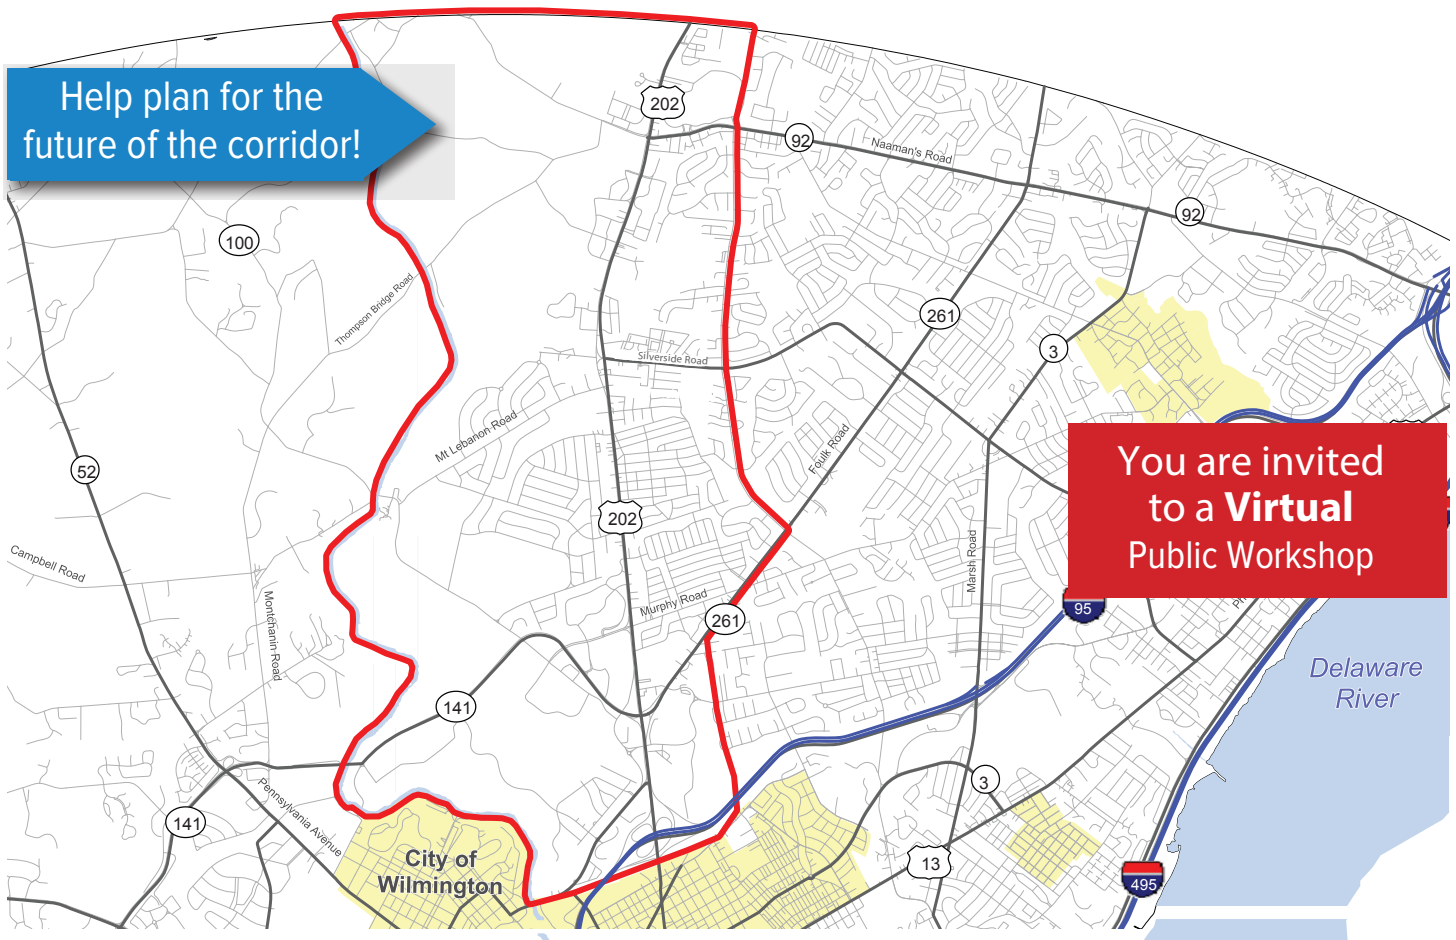 Help plan for the
future of the corridor!
202
92
Naaman's Road
92
100
Thompson Bridge Road
261
3
Silverside Road
Mt Lebanon Road
Foulk Road
52
You are invited
to a Virtual
Public Workshop
202
Campbell Road
Marsh Road
Montchanin Road
Murphy Road
261
95
Delaware
River
141
Pennsylvania Avenue
3
141
City of
Wilmington
13
495